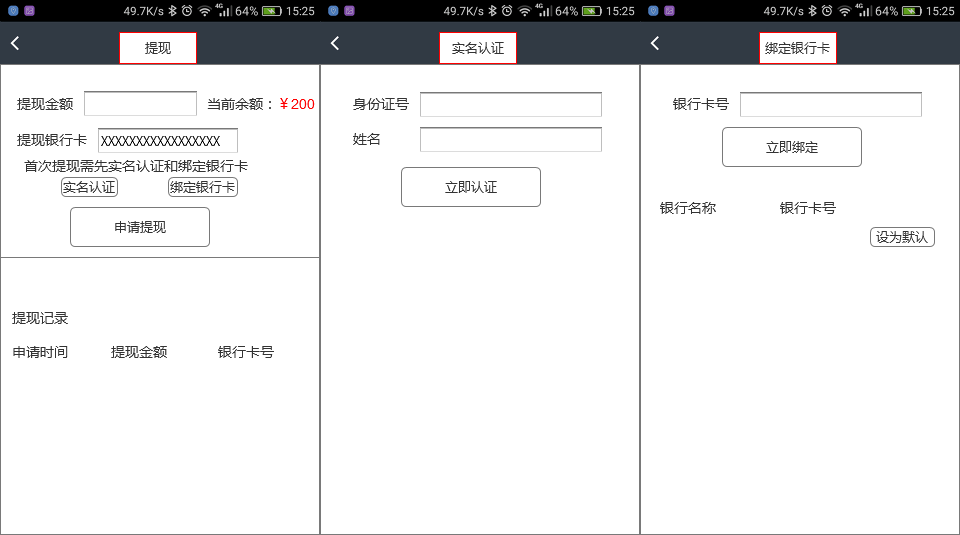 49.7K/s 4G 64% 15:25
提现
提现金额 当前余额：￥200
提现银行卡 XXXXXXXXXXXXXXXXX
首次提现需先实名认证和绑定银行卡
实名认证 绑定银行卡
申请提现
提现记录
申请时间 提现金额 银行卡号
49.7K/s 4G 64% 15:25
实名认证
身份证号
姓名
立即认证
49.7K/s 4G 64% 15:25
绑定银行卡
银行卡号
立即绑定
银行名称 银行卡号
设为默认